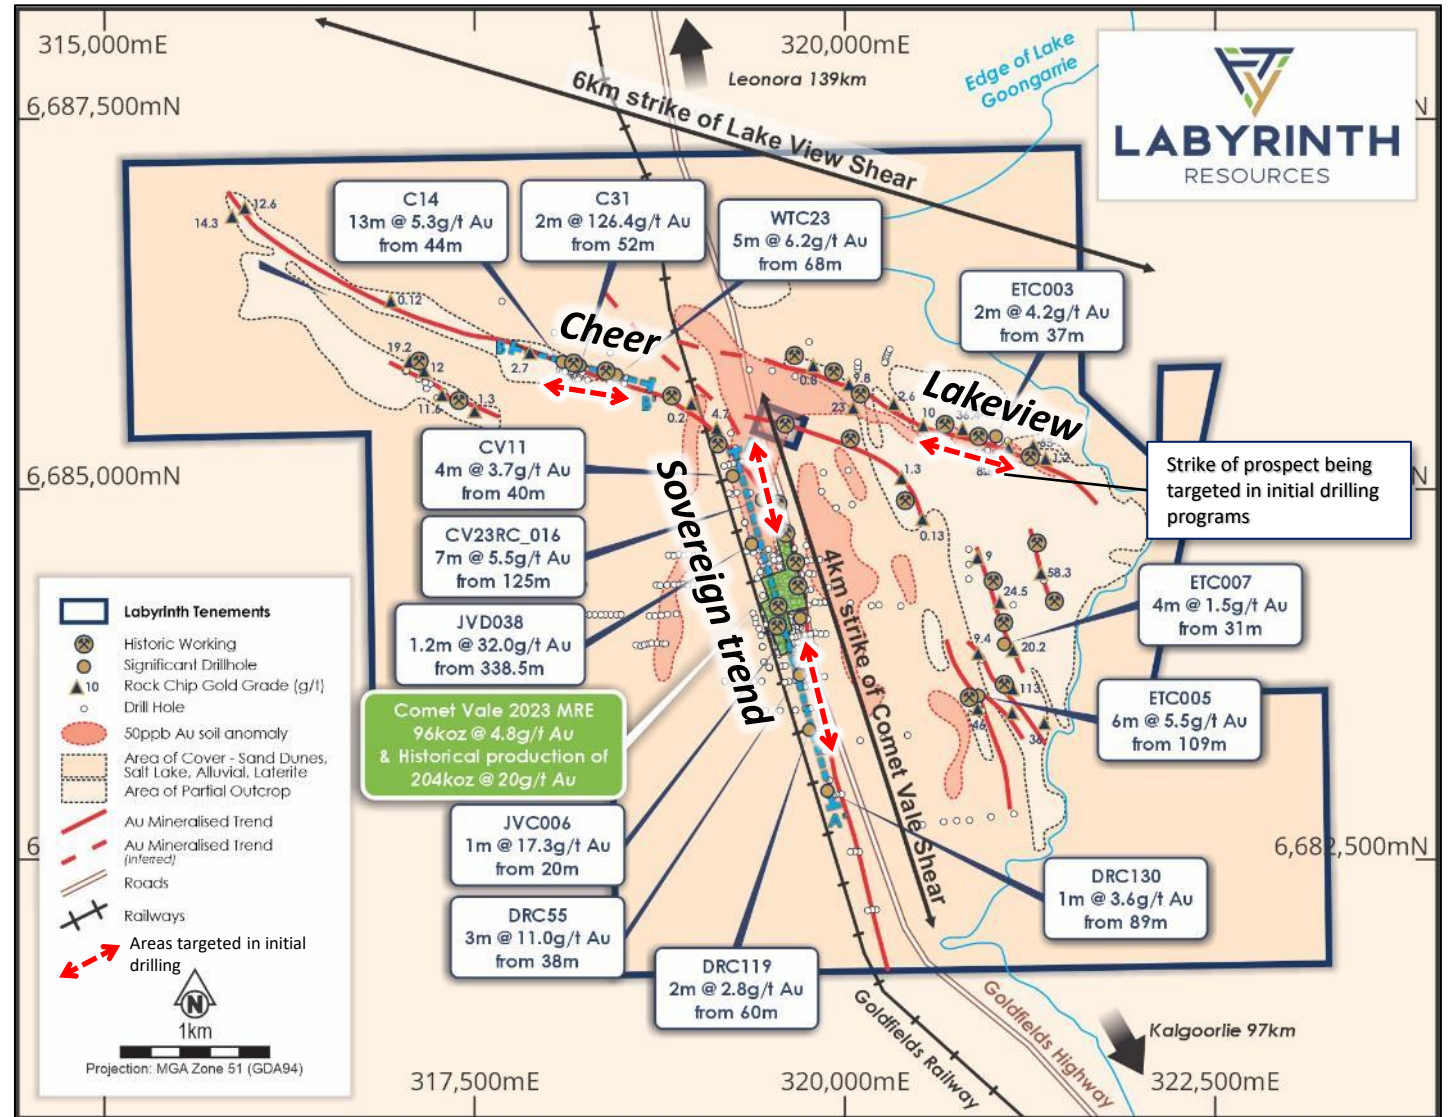 315,000mE
320,000mE
6,687,500mN
N
Leonora 139km
Edge of Lake
Goongarrie
LABYRINTH
RESOURCES
6km strike of Lake View Shear
C14
13m @ 5.3g/t Au
from 44m
C31
2m @ 126.4g/t Au
from 52m
WTC23
5m @ 6.2g/t Au
from 68m
ETC003
2m @ 4.2g/t Au
from 37m
12.6
14.3
0.12
19.2
12
11.6
1.3
2.7
B
B'
0.2
4.7
Cheer
Lakeview
0.8
9.8
23
2.6
10
1.2
1.3
0.13
CV11
4m @ 3.7g/t Au
from 40m
6,685,000mN
CV23RC_016
7m @ 5.5g/t Au
from 125m
JVD038
1.2m @ 32.0g/t Au
from 338.5m
Sovereign trend
4km strike of Comet Vale Shear
Strike of prospect being
targeted in initial drilling
programs
9
58.3
24.5
20.2
9.4
113
46
36
ETC007
4m @ 1.5g/t Au
from 31m
ETC005
6m @ 5.5g/t Au
from 109m
Comet Vale 2023 MRE
96koz @ 4.8g/t Au
& Historical production of
204koz @ 20g/t Au
JVC006
1m @ 17.3g/t Au
from 20m
DRC55
3m @ 11.0g/t Au
from 38m
DRC119
2m @ 2.8g/t Au
from 60m
DRC130
1m @ 3.6g/t Au
from 89m
A'
6
6,682,500mN
Labyrinth Tenements
Historic Working
Significant Drillhole
10 Rock Chip Gold Grade (g/t)
Drill Hole
50ppb Au soil anomaly
Area of Cover - Sand Dunes,
Salt Lake, Alluvial, Laterite
Area of Partial Outcrop
Au Mineralised Trend
Au Mineralised Trend
(Inferred)
Roads
Railways
Areas targeted in initial
drilling
N
1km
Projection: MGA Zone 51 (GDA94)
Goldfields Railway
Goldfields Highway
Kalgoorlie 97km
317,500mE
320,000mE
322,500mE